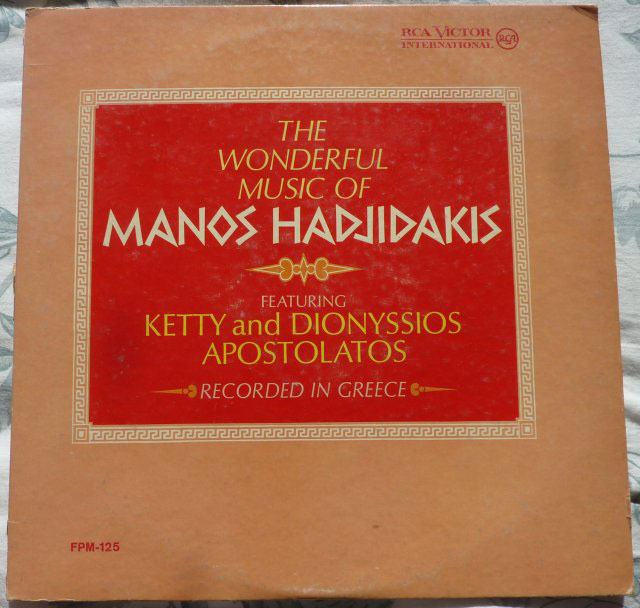 RCA VICTOR
INTERNATIONAL
RCA
THE
WONDERFUL
MUSIC OF
MANOS HADJIDAKIS
FEATURING
KETTY and DIONYSSIOS
APOSTOLATOS
RECORDED IN GREECE
FPM-125